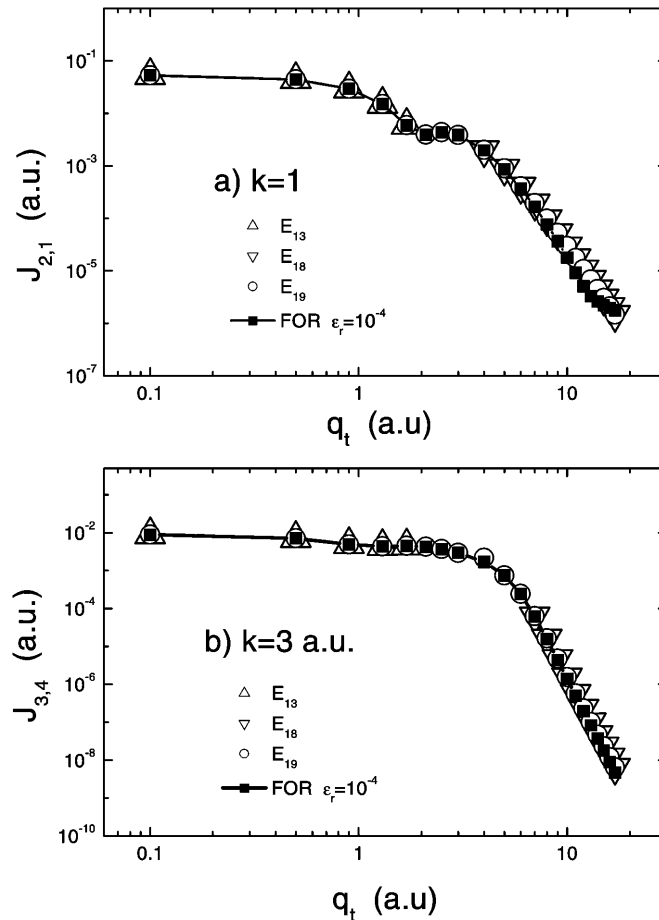 10⁻¹
10⁻³
10⁻⁵
10⁻⁷
J₂,₁ (a.u.)
a) k=1
E₁₃
E₁₈
E₁₉
FOR εᵣ=10⁻⁴
0.1 1 10
qₜ (a.u)
10⁻²
10⁻⁴
10⁻⁶
10⁻⁸
10⁻¹⁰
J₃,₄ (a.u.)
b) k=3 a.u.
E₁₃
E₁₈
E₁₉
FOR εᵣ=10⁻⁴
0.1 1 10
qₜ (a.u)